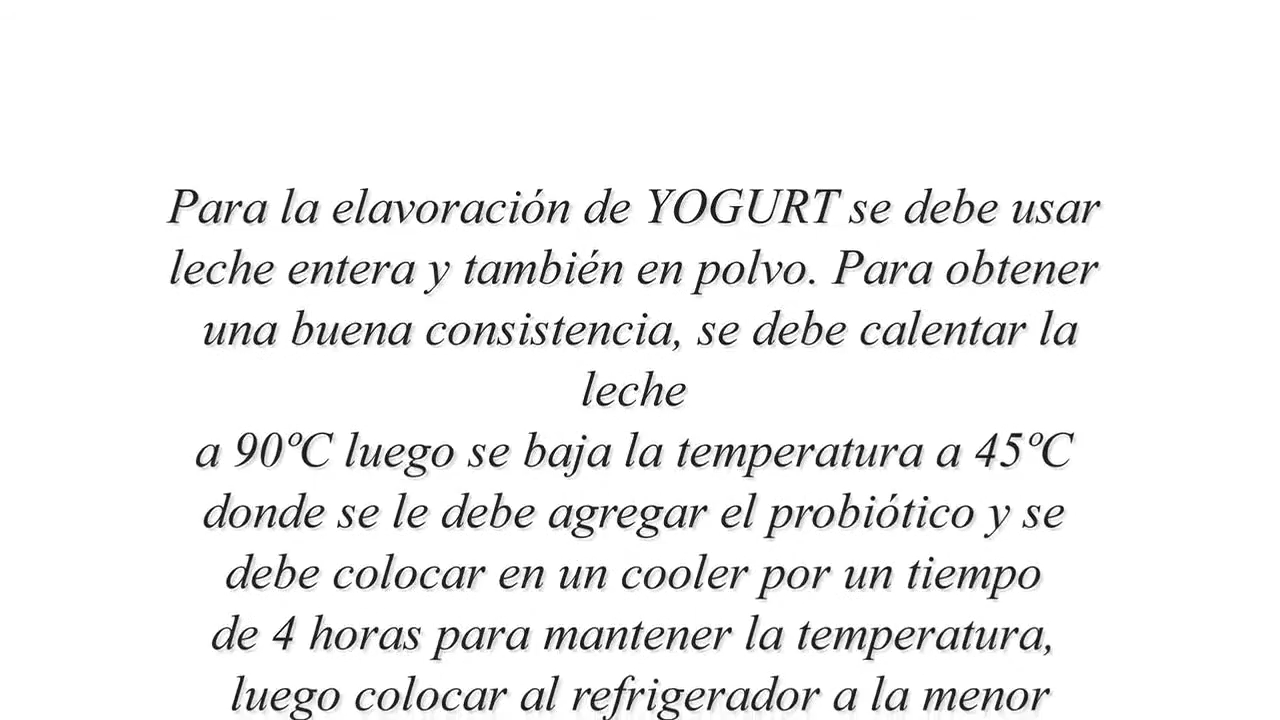 Para la elavoración de YOGURT se debe usar
leche entera y también en polvo. Para obtener
una buena consistencia, se debe calentar la
leche
a 90ºC luego se baja la temperatura a 45ºC
donde se le debe agregar el probiótico y se
debe colocar en un cooler por un tiempo
de 4 horas para mantener la temperatura,
luego colocar al refrigerador a la menor